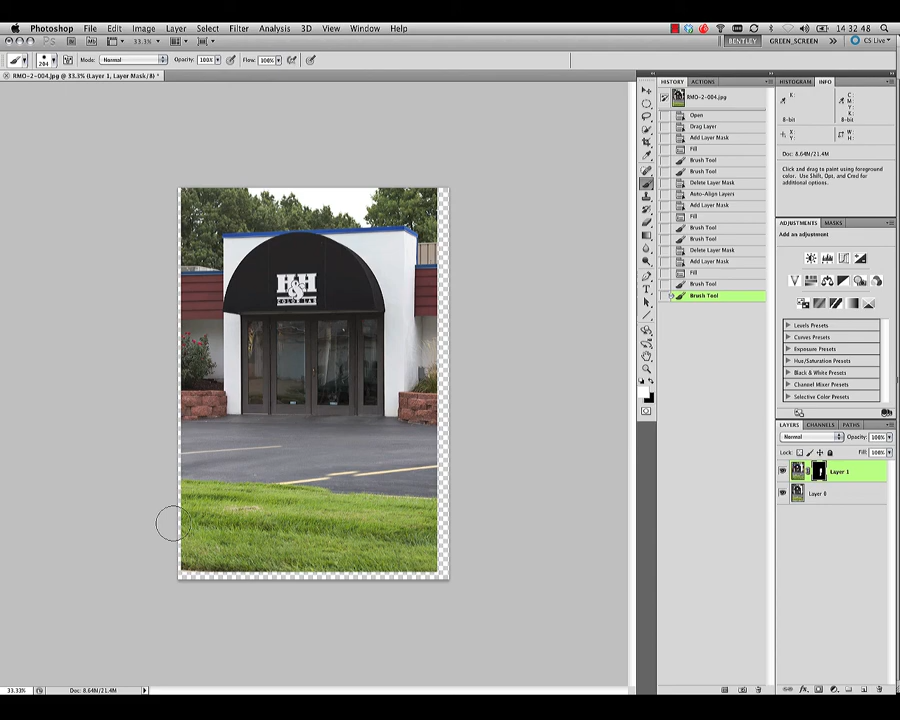 Photoshop File Edit Image Layer Select Filter Analysis 3D View Window Help 14:32:48
33.3% BENTLEY GREEN_SCREEN CS Live
204 Mode: Normal Opacity: 100% Flow: 100%
RMO-2-004.jpg @ 33.3% (Layer 1, Layer Mask/8) *
HISTORY ACTIONS
RMO-2-004.jpg
Open
Drag Layer
Add Layer Mask
Fill
Brush Tool
Brush Tool
Delete Layer Mask
Auto-Align Layers
Add Layer Mask
Fill
Brush Tool
Brush Tool
Delete Layer Mask
Add Layer Mask
Fill
Brush Tool
Brush Tool
HISTOGRAM INFO
K: C:
M:
Y:
K:
8-bit 8-bit
X: W:
Y: H:
Doc: 8.64M/21.4M
Click and drag to paint using foreground
color. Use Shift, Opt, and Cmd for
additional options.
ADJUSTMENTS MASKS
Add an adjustment
Levels Presets
Curves Presets
Exposure Presets
Hue/Saturation Presets
Black & White Presets
Channel Mixer Presets
Selective Color Presets
LAYERS CHANNELS PATHS
Normal Opacity: 100%
Lock: Fill: 100%
Layer 1
Layer 0
H&H
COLOR LAB
33.33% Doc: 8.64M/21.4M